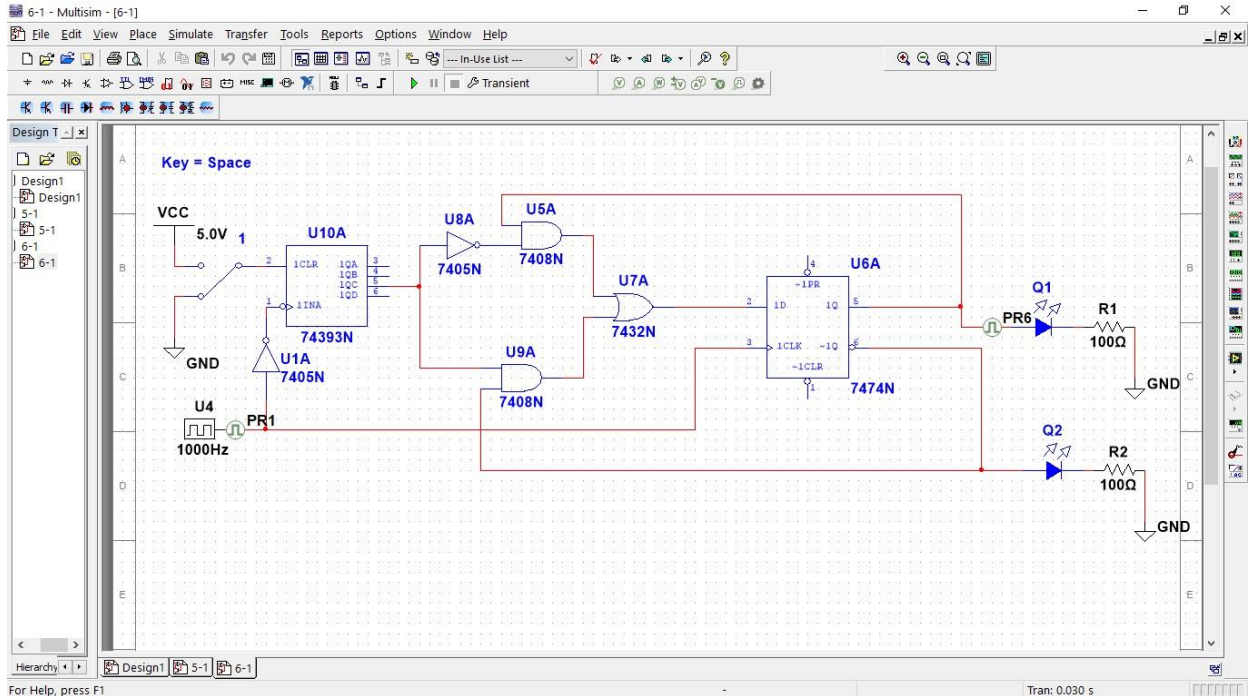 6-1 - Multisim - [6-1]
File Edit View Place Simulate Transfer Tools Reports Options Window Help
--- In-Use List ---
MISC
Transient
V A W V
Design T
Design1
Design1
5-1
5-1
6-1
6-1
A
B
C
D
E
A
B
C
D
E
Key = Space
VCC
5.0V
1
U10A
2
1CLR
1QA 3
1QB 4
1QC 5
1QD 6
1
1INA
74393N
GND
U1A
7405N
U4
PR1
1000Hz
U8A
7405N
U5A
7408N
U7A
7432N
U9A
7408N
U6A
4
~1PR
2
1D
1Q
5
3
1CLK
~1Q
6
~1CLR
1
7474N
PR6
Q1
R1
100Ω
GND
Q2
R2
100Ω
GND
Hierarchy
Design1 5-1 6-1
For Help, press F1
-
Tran: 0.030 s